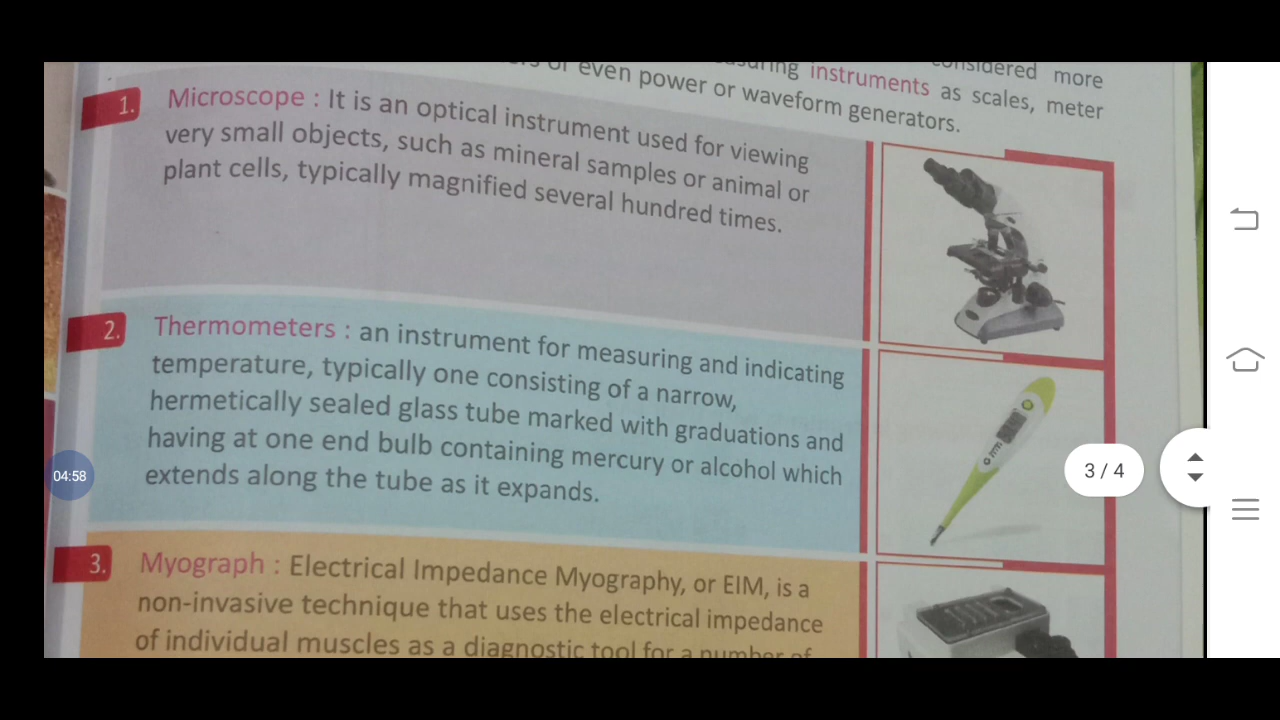 considered more
or even power or waveform generators.
instruments as scales, meter
1.
Microscope : It is an optical instrument used for viewing
very small objects, such as mineral samples or animal or
plant cells, typically magnified several hundred times.
2.
Thermometers : an instrument for measuring and indicating
temperature, typically one consisting of a narrow,
hermetically sealed glass tube marked with graduations and
having at one end bulb containing mercury or alcohol which
extends along the tube as it expands.
3.
Myograph : Electrical Impedance Myography, or EIM, is a
non-invasive technique that uses the electrical impedance
of individual muscles as a diagnostic tool for a number of
04:58
3 / 4